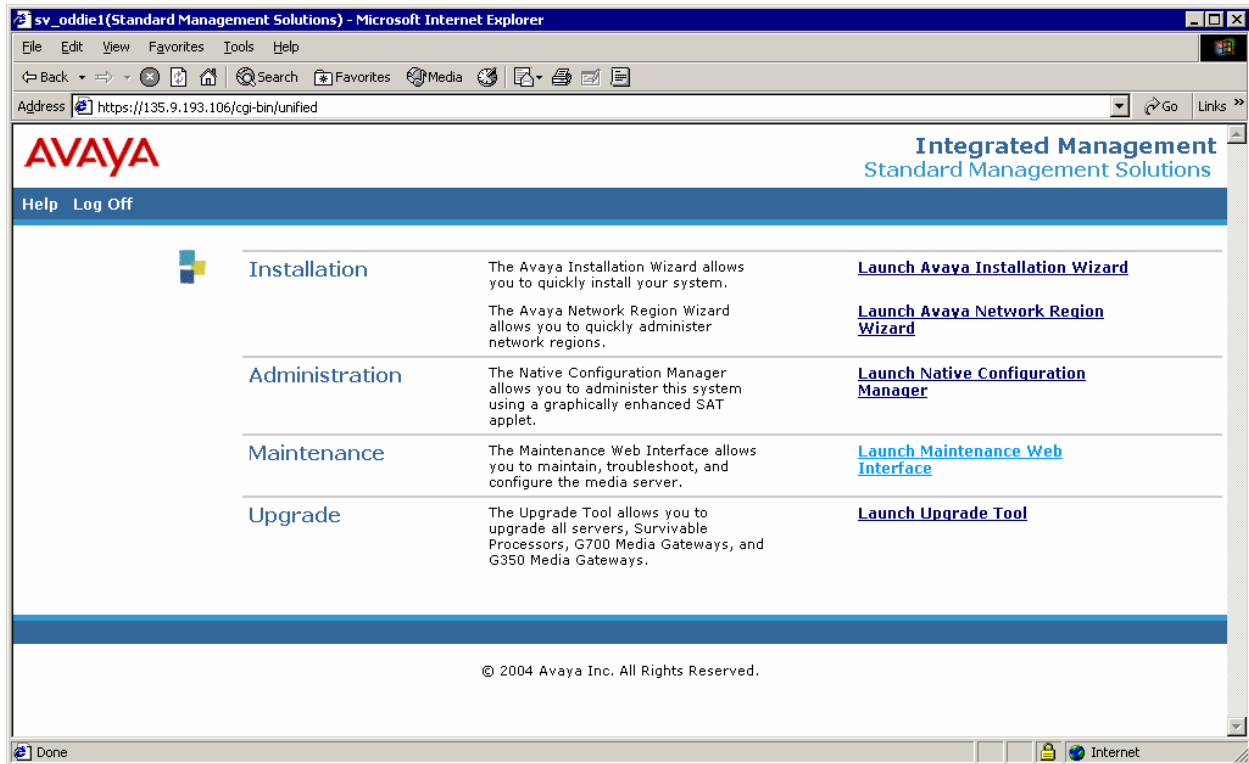 sv_oddie1(Standard Management Solutions) - Microsoft Internet Explorer
File Edit View Favorites Tools Help
Back Search Favorites Media
Address https://135.9.193.106/cgi-bin/unified Go Links »
AVAYA
Integrated Management
Standard Management Solutions
Help Log Off
Installation
The Avaya Installation Wizard allows
you to quickly install your system.
Launch Avaya Installation Wizard
The Avaya Network Region Wizard
allows you to quickly administer
network regions.
Launch Avaya Network Region
Wizard
Administration
The Native Configuration Manager
allows you to administer this system
using a graphically enhanced SAT
applet.
Launch Native Configuration
Manager
Maintenance
The Maintenance Web Interface allows
you to maintain, troubleshoot, and
configure the media server.
Launch Maintenance Web
Interface
Upgrade
The Upgrade Tool allows you to
upgrade all servers, Survivable
Processors, G700 Media Gateways, and
G350 Media Gateways.
Launch Upgrade Tool
© 2004 Avaya Inc. All Rights Reserved.
Done Internet